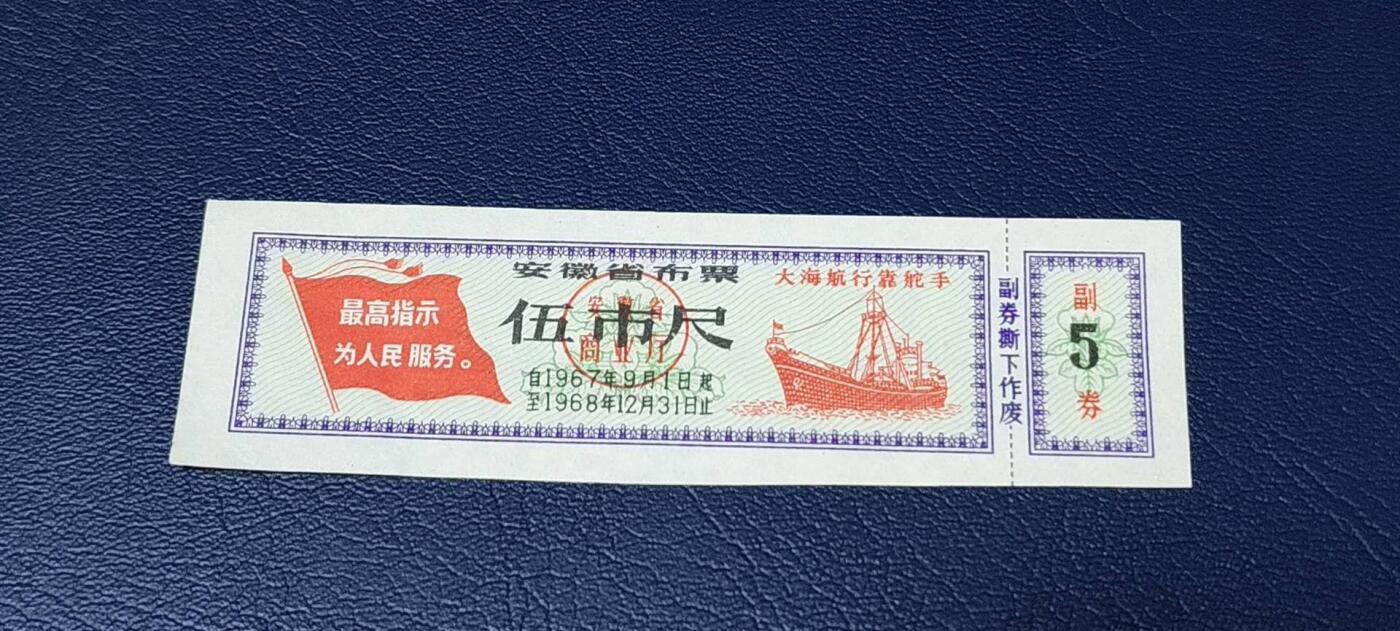 最高指示
为人民服务。
安徽省布票
伍市尺
安徽省
商业厅
自1967年9月1日起
至1968年12月31日止
大海航行靠舵手
副券撕下作废
副
5
券